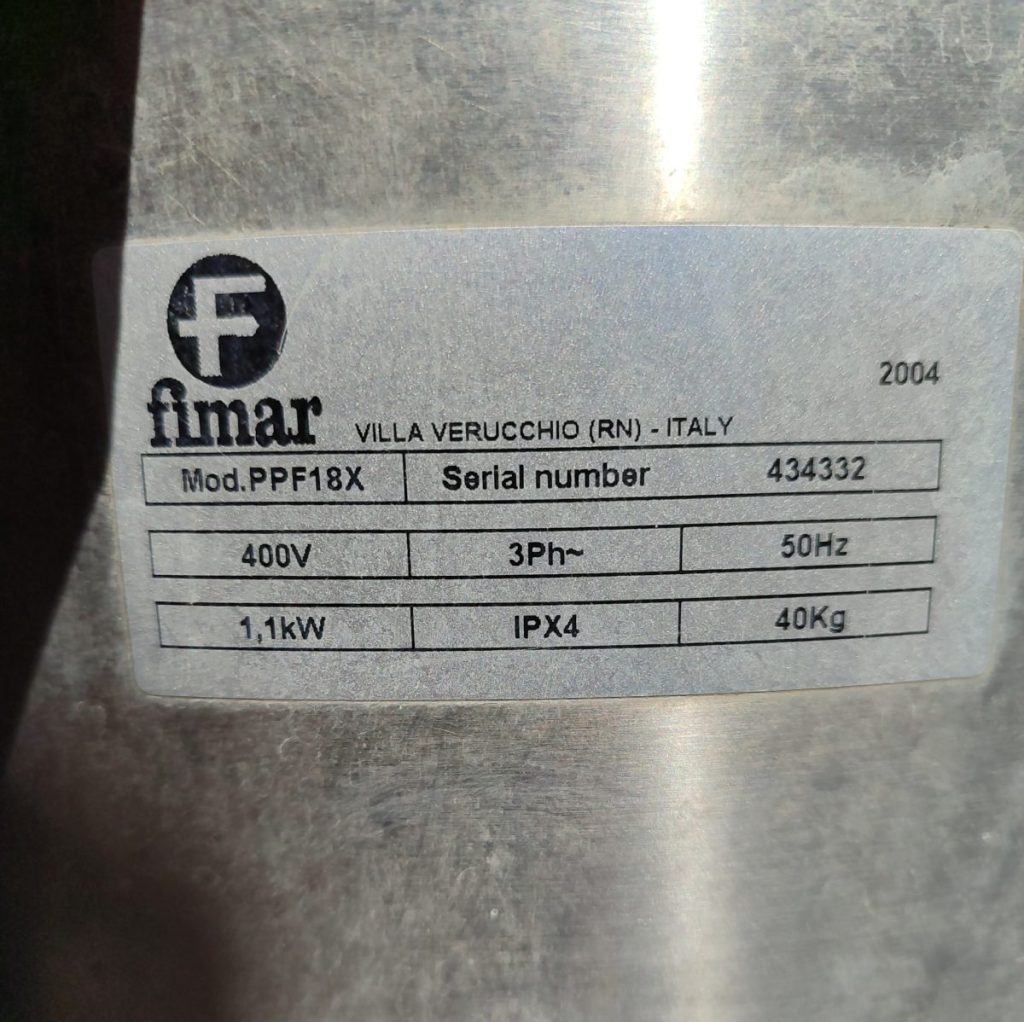 F
2004
fimar VILLA VERUCCHIO (RN) - ITALY
Mod.PPF18X Serial number 434332
400V 3Ph~ 50Hz
1,1kW IPX4 40Kg